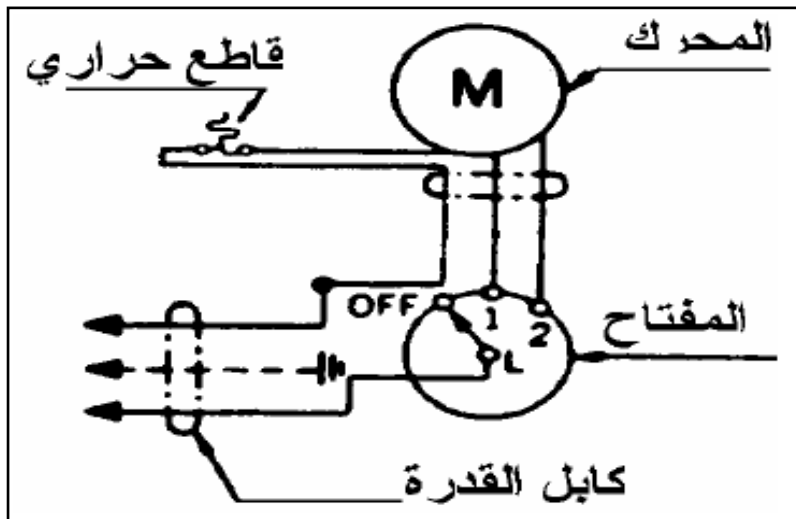 المحرك
قاطع حراري
M
OFF
1
2
L
المفتاح
كابل القدرة